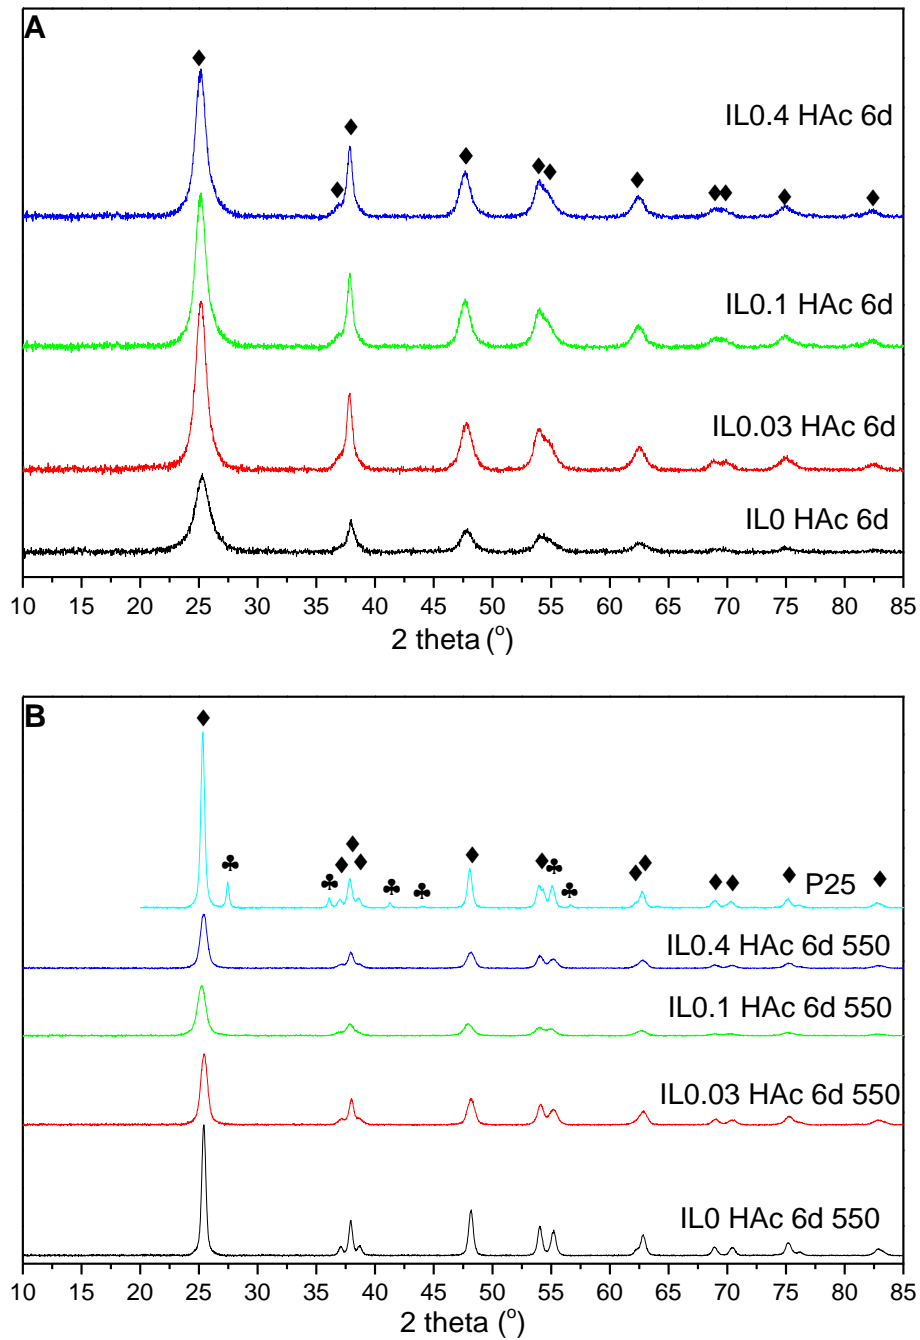 A
IL0.4 HAc 6d
IL0.1 HAc 6d
IL0.03 HAc 6d
IL0 HAc 6d
10 15 20 25 30 35 40 45 50 55 60 65 70 75 80 85
2 theta (o)
B
P25
IL0.4 HAc 6d 550
IL0.1 HAc 6d 550
IL0.03 HAc 6d 550
IL0 HAc 6d 550
10 15 20 25 30 35 40 45 50 55 60 65 70 75 80 85
2 theta (o)